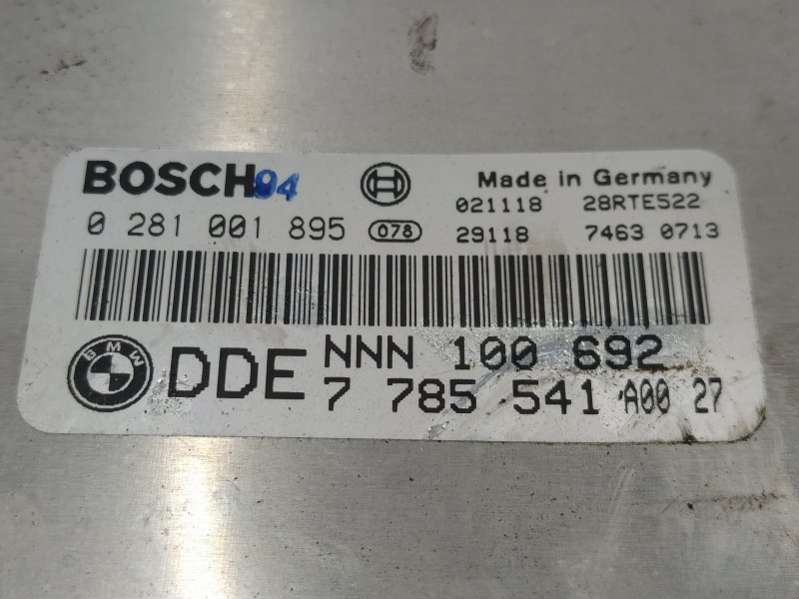 BOSCH 94 Made in Germany
021118 28RTE522
0 281 001 895 078 29118 7463 0713
BMW DDE NNN 100 692
7 785 541 A00 27